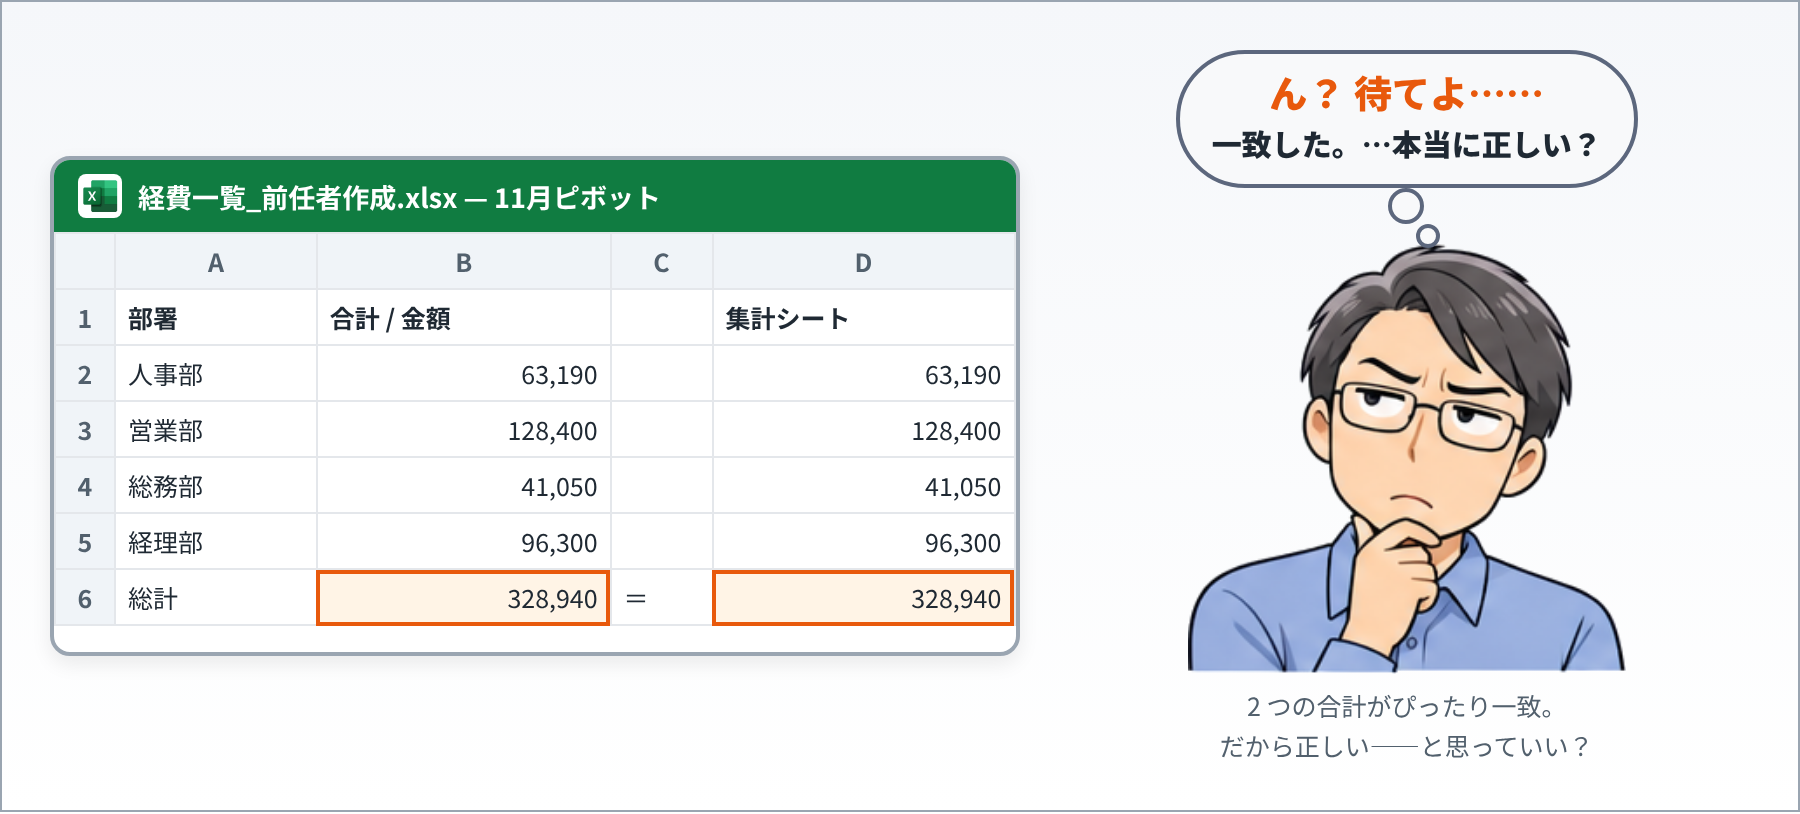 ん？ 待てよ……
一致した。…本当に正しい？
X
経費一覧_前任者作成.xlsx — 11月ピボット
A B C D
1 部署 合計 / 金額 集計シート
2 人事部 63,190 63,190
3 営業部 128,400 128,400
4 総務部 41,050 41,050
5 経理部 96,300 96,300
6 総計 328,940 ＝ 328,940
2 つの合計がぴったり一致。
だから正しい──と思っていい？